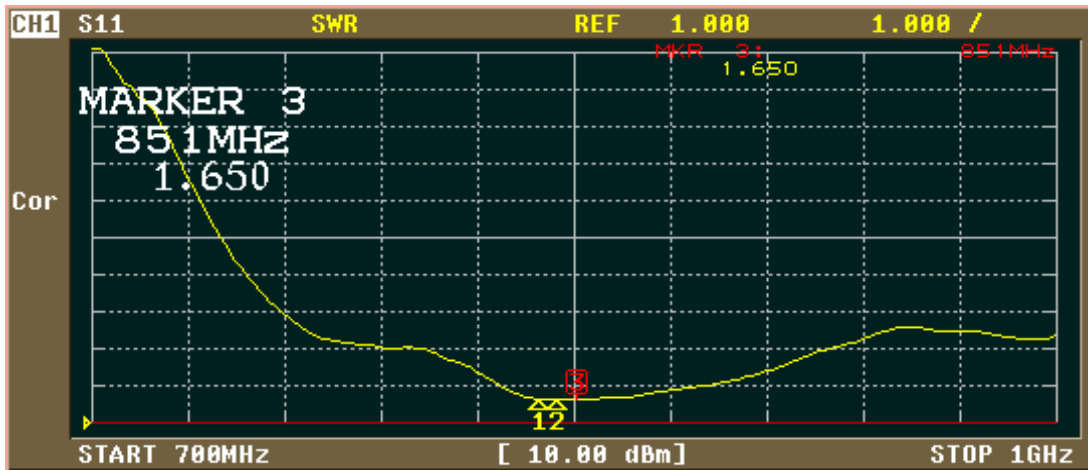 CH1 S11 SWR REF 1.000 1.000 /
MKR 3: 851MHz
1.650
MARKER 3
851MHz
1.650
Cor
3
12
START 700MHz [ 10.00 dBm] STOP 1GHz